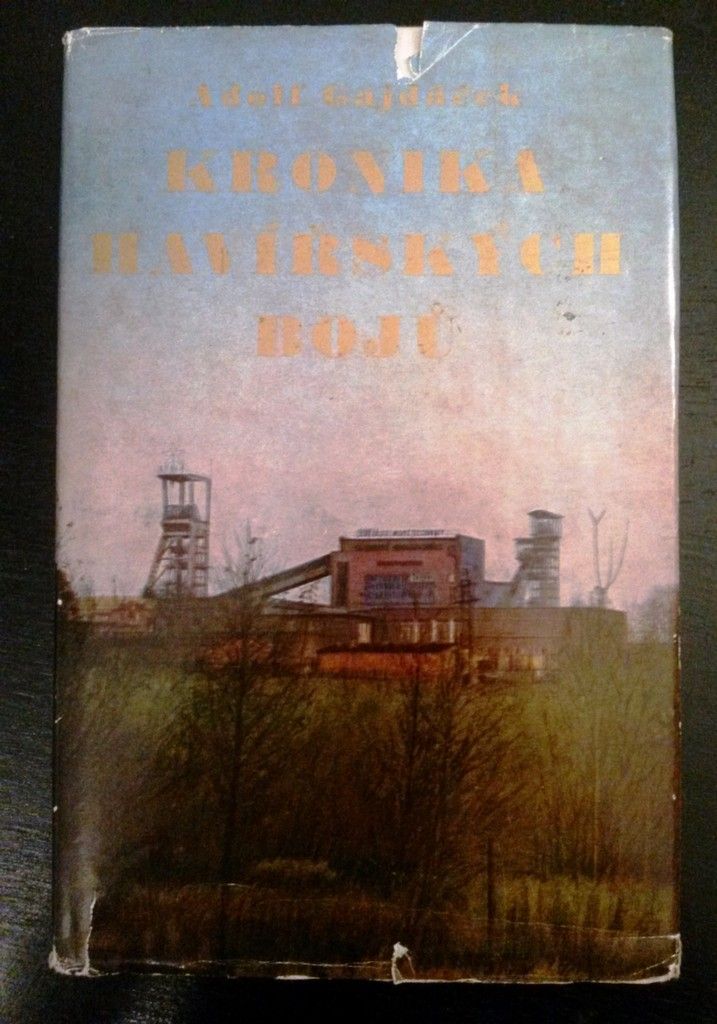 Adolf Gajdáček
KRONIKA
HAVÍŘSKÝCH
BOJŮ